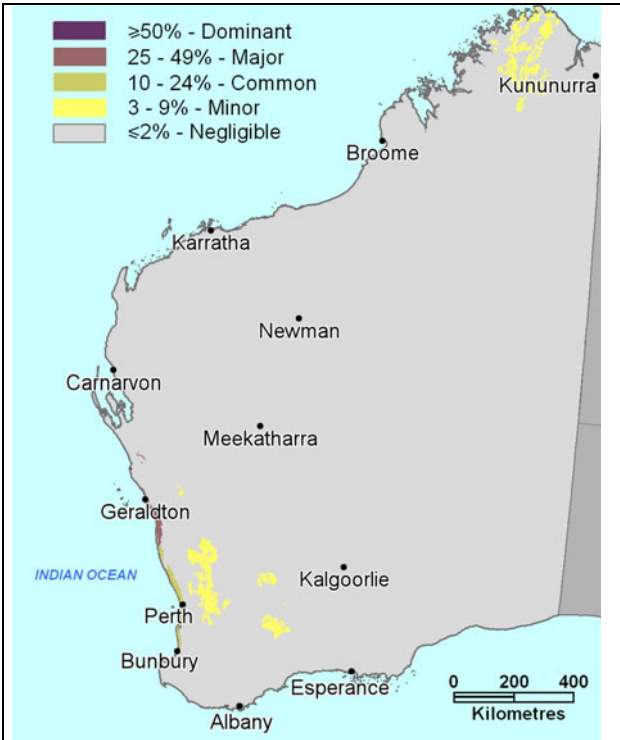 ≥50% - Dominant
25 - 49% - Major
10 - 24% - Common
3 - 9% - Minor
≤2% - Negligible
Kununurra
Broome
Karratha
Newman
Carnarvon
Meekatharra
Geraldton
INDIAN OCEAN
Kalgoorlie
Perth
Bunbury
Esperance
Albany
0 200 400
Kilometres